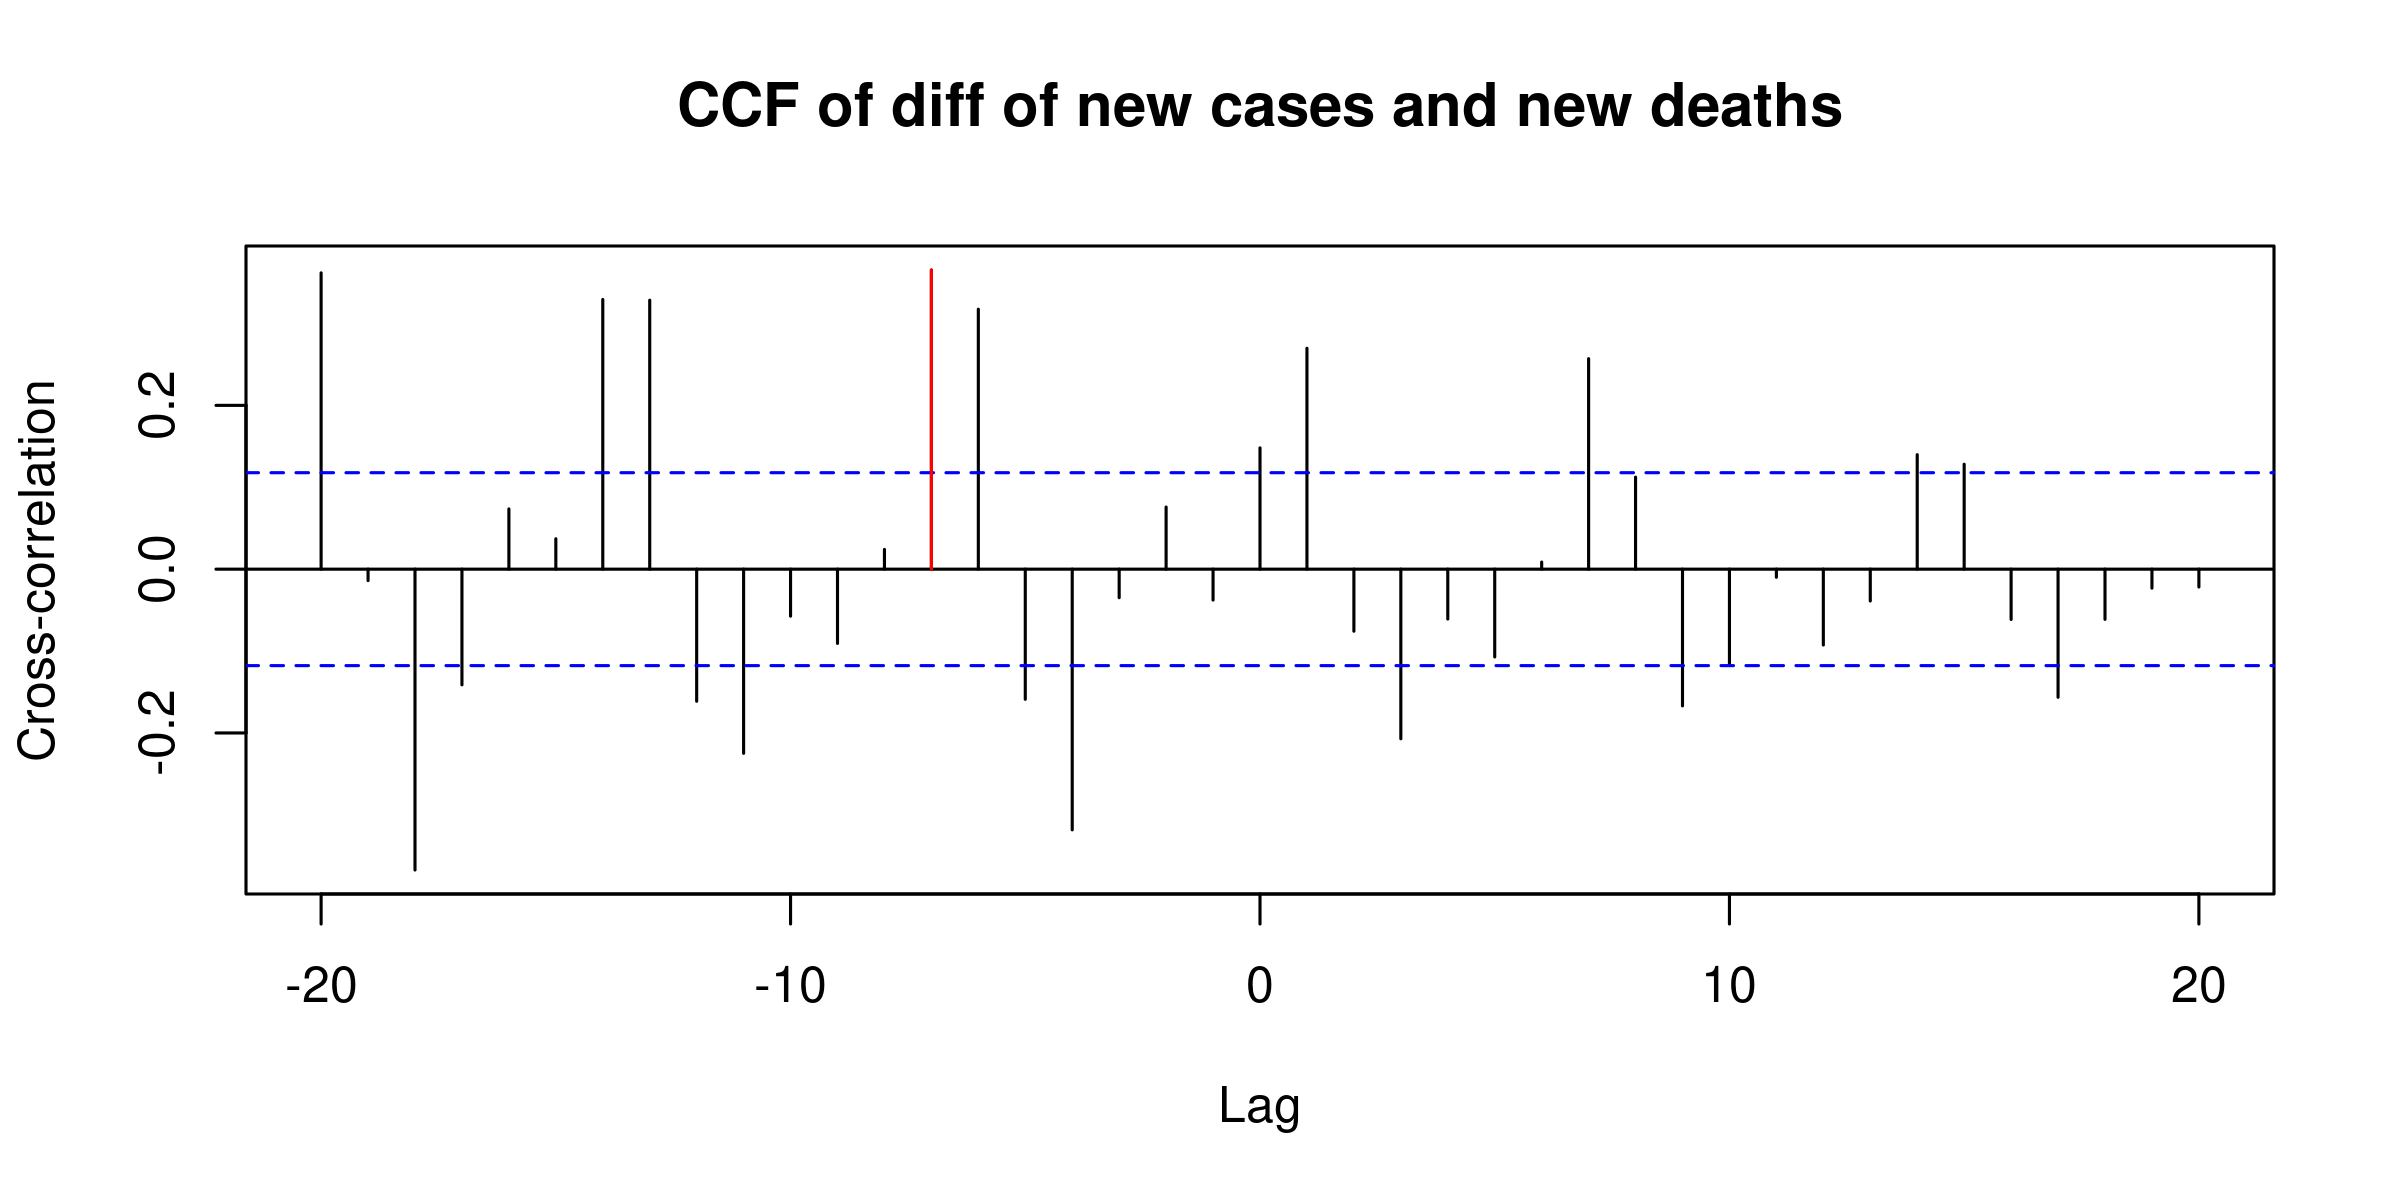 CCF of diff of new cases and new deaths
Cross-correlation
0.2
0.0
-0.2
-20
-10
0
10
20
Lag